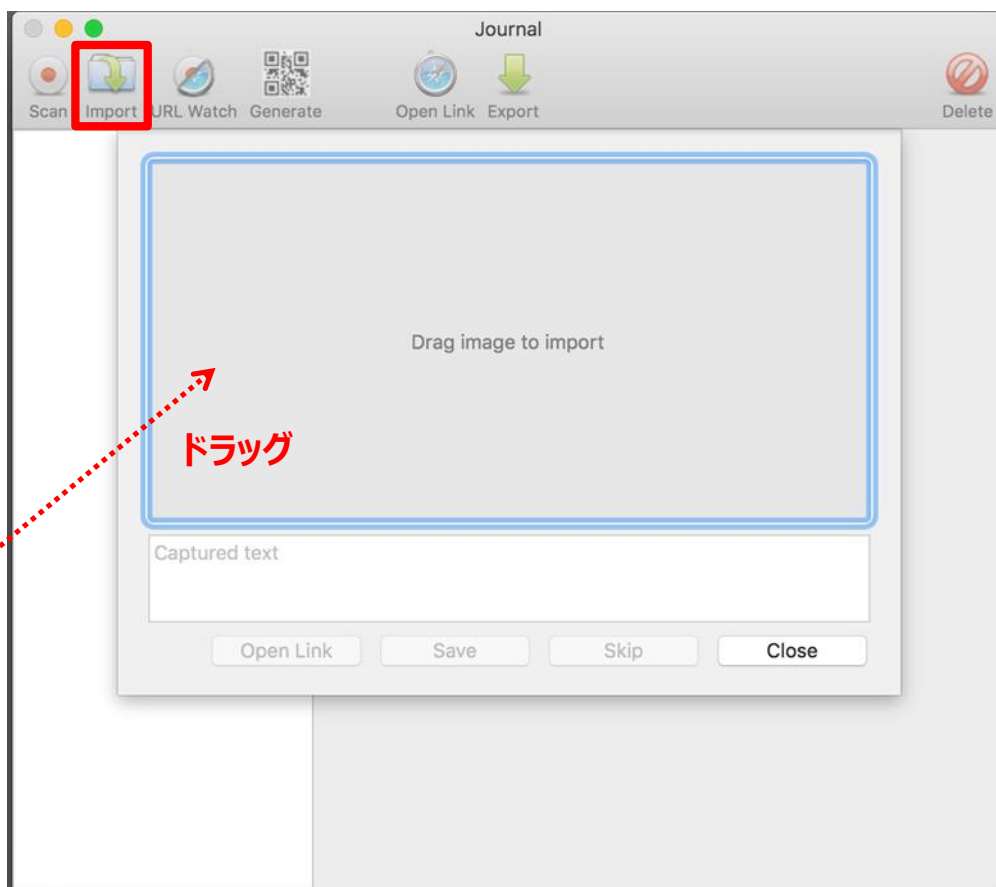 Journal
Scan Import URL Watch Generate Open Link Export Delete
Drag image to import
ドラッグ
Captured text
Open Link Save Skip Close